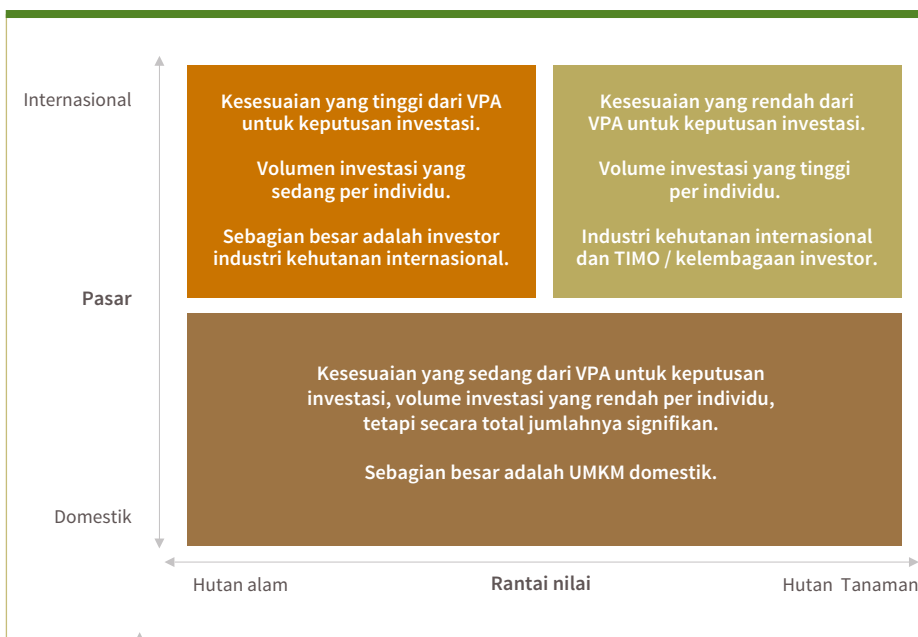 Internasional
Kesesuaian yang tinggi dari VPA
untuk keputusan investasi.
Volumen investasi yang
sedang per individu.
Sebagian besar adalah investor
industri kehutanan internasional.
Kesesuaian yang rendah dari
VPA untuk keputusan investasi.
Volume investasi yang tinggi
per individu.
Industri kehutanan internasional
dan TIMO / kelembagaan investor.
Pasar
Kesesuaian yang sedang dari VPA untuk keputusan
investasi, volume investasi yang rendah per individu,
tetapi secara total jumlahnya signifikan.
Sebagian besar adalah UMKM domestik.
Domestik
Hutan alam
Rantai nilai
Hutan Tanaman